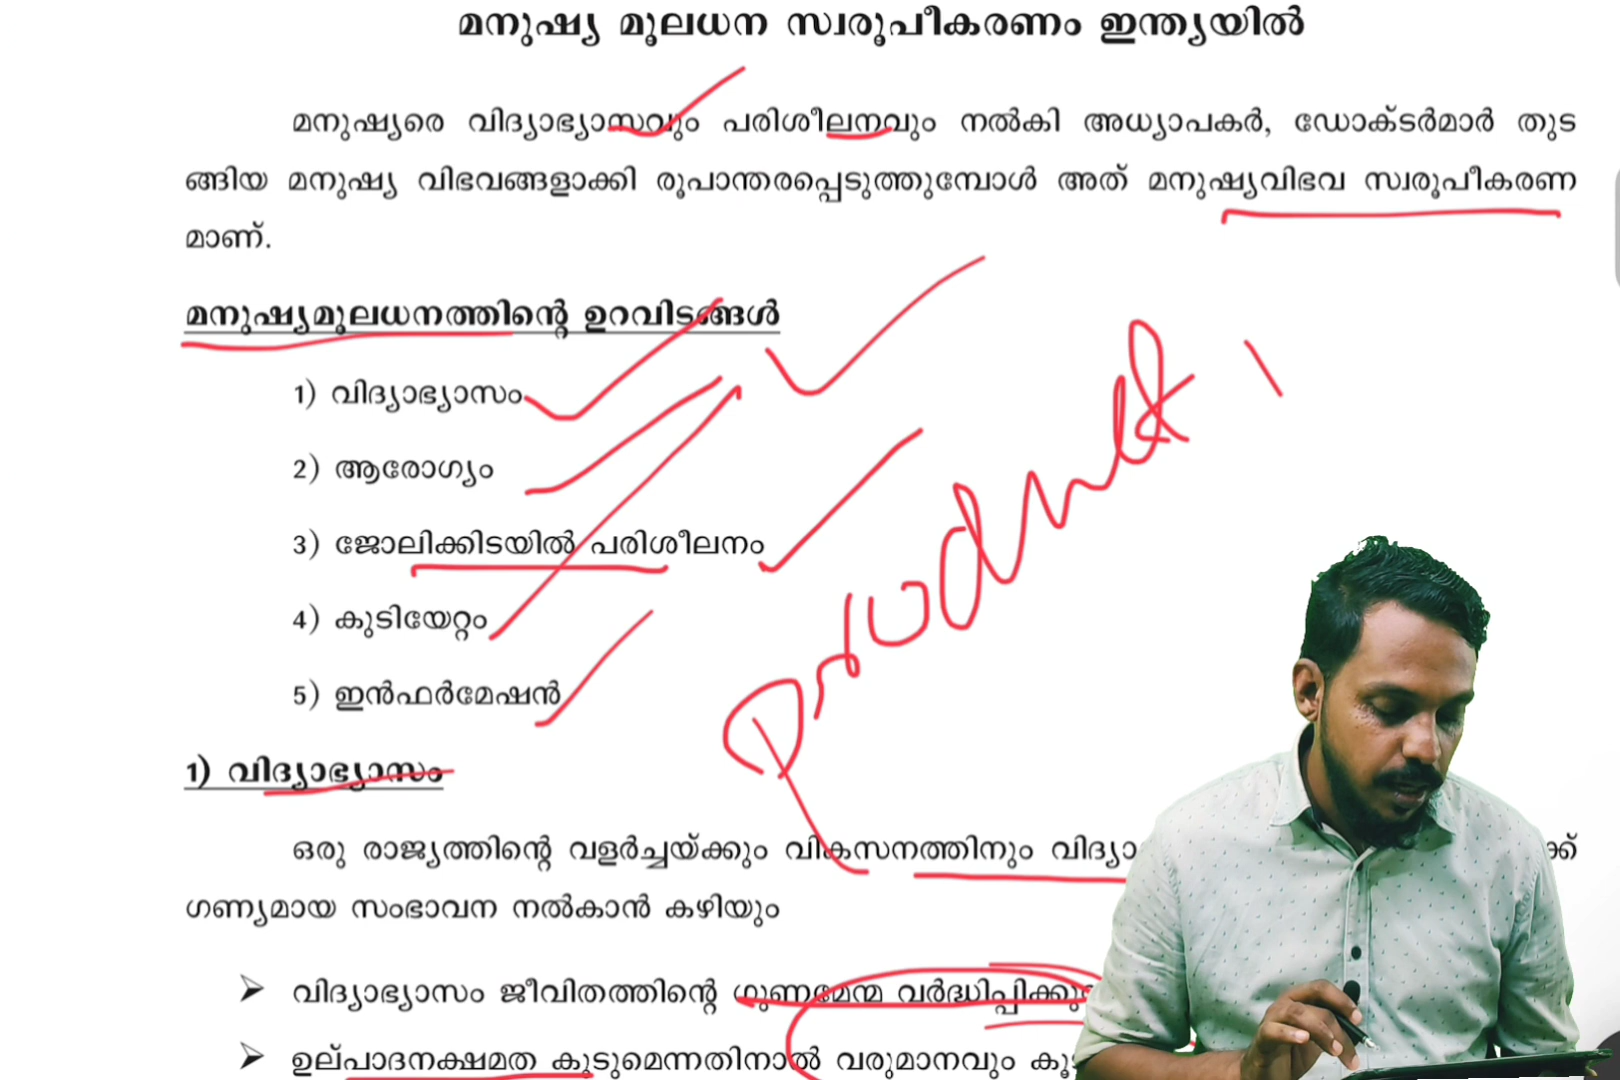 മനുഷ്യ മൂലധന സ്വരൂപീകരണം ഇന്ത്യയിൽ
മനുഷ്യരെ വിദ്യാഭ്യാസവും പരിശീലനവും നൽകി അധ്യാപകർ, ഡോക്ടർമാർ തുട
ങ്ങിയ മനുഷ്യ വിഭവങ്ങളാക്കി രൂപാന്തരപ്പെടുത്തുമ്പോൾ അത് മനുഷ്യവിഭവ സ്വരൂപീകരണ
മാണ്.
മനുഷ്യമൂലധനത്തിന്റെ ഉറവിടങ്ങൾ
1) വിദ്യാഭ്യാസം
2) ആരോഗ്യം
3) ജോലിക്കിടയിൽ പരിശീലനം
4) കുടിയേറ്റം
5) ഇൻഫർമേഷൻ
1) വിദ്യാഭ്യാസം
ഒരു രാജ്യത്തിന്റെ വളർച്ചയ്ക്കും വികസനത്തിനും
ഗണ്യമായ സംഭാവന നൽകാൻ കഴിയും
➤ വിദ്യാഭ്യാസം ജീവിതത്തിന്റെ ഗുണമേന്മ
➤ ഉല്പാദനക്ഷമത കൂടുമെന്നതിനാൽ വരുമാനവും